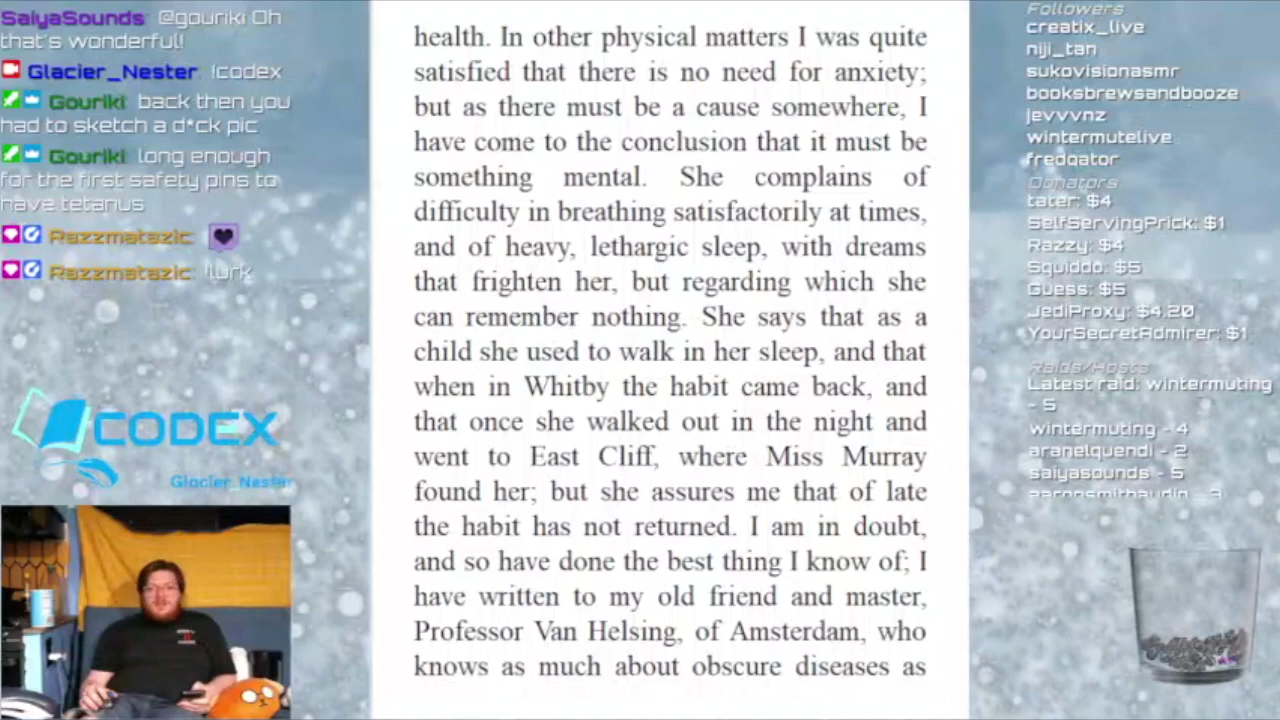 SaiyaSounds: @gouriki Oh
that's wonderful!
Glacier_Nester: !codex
Gouriki: back then you
had to sketch a d*ck pic
Gouriki: long enough
for the first safety pins to
have tetanus
Razzmatazic:
Razzmatazic: !lurk
CODEX
Glacier_Nester
health. In other physical matters I was quite
satisfied that there is no need for anxiety;
but as there must be a cause somewhere, I
have come to the conclusion that it must be
something mental. She complains of
difficulty in breathing satisfactorily at times,
and of heavy, lethargic sleep, with dreams
that frighten her, but regarding which she
can remember nothing. She says that as a
child she used to walk in her sleep, and that
when in Whitby the habit came back, and
that once she walked out in the night and
went to East Cliff, where Miss Murray
found her; but she assures me that of late
the habit has not returned. I am in doubt,
and so have done the best thing I know of; I
have written to my old friend and master,
Professor Van Helsing, of Amsterdam, who
knows as much about obscure diseases as
Followers
creatix_live
niji_tan
sukovisionasmr
booksbrewsandbooze
jevvvnz
wintermutelive
fredgator
Donators
tater: $4
SelfServingPrick: $1
Razzy: $4
Squiddo: $5
Guess: $5
JediProxy: $4.20
YourSecretAdmirer: $1
Raids/Hosts
Latest raid: wintermuting
- 5
wintermuting - 4
aranelquendi - 2
saiyasounds - 5
aaronsmithaudio - 3